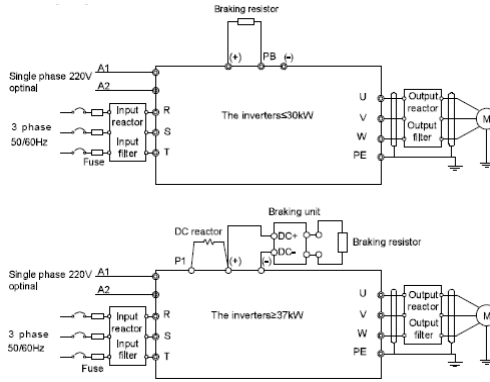 Braking resistor
(+) PB (-)
Single phase 220V
optinal
A1
A2
3 phase
50/60Hz
Fuse
Input
reactor
Input
filter
R
S
T
The inverters≤30kW
U
V
W
PE
Output
reactor
Output
filter
M
Braking unit
DC reactor
DC+
DC-
Braking resistor
P1 (+) (-)
Single phase 220V
optinal
A1
A2
3 phase
50/60Hz
Fuse
Input
reactor
Input
filter
R
S
T
The inverters≥37kW
U
V
W
PE
Output
reactor
Output
filter
M